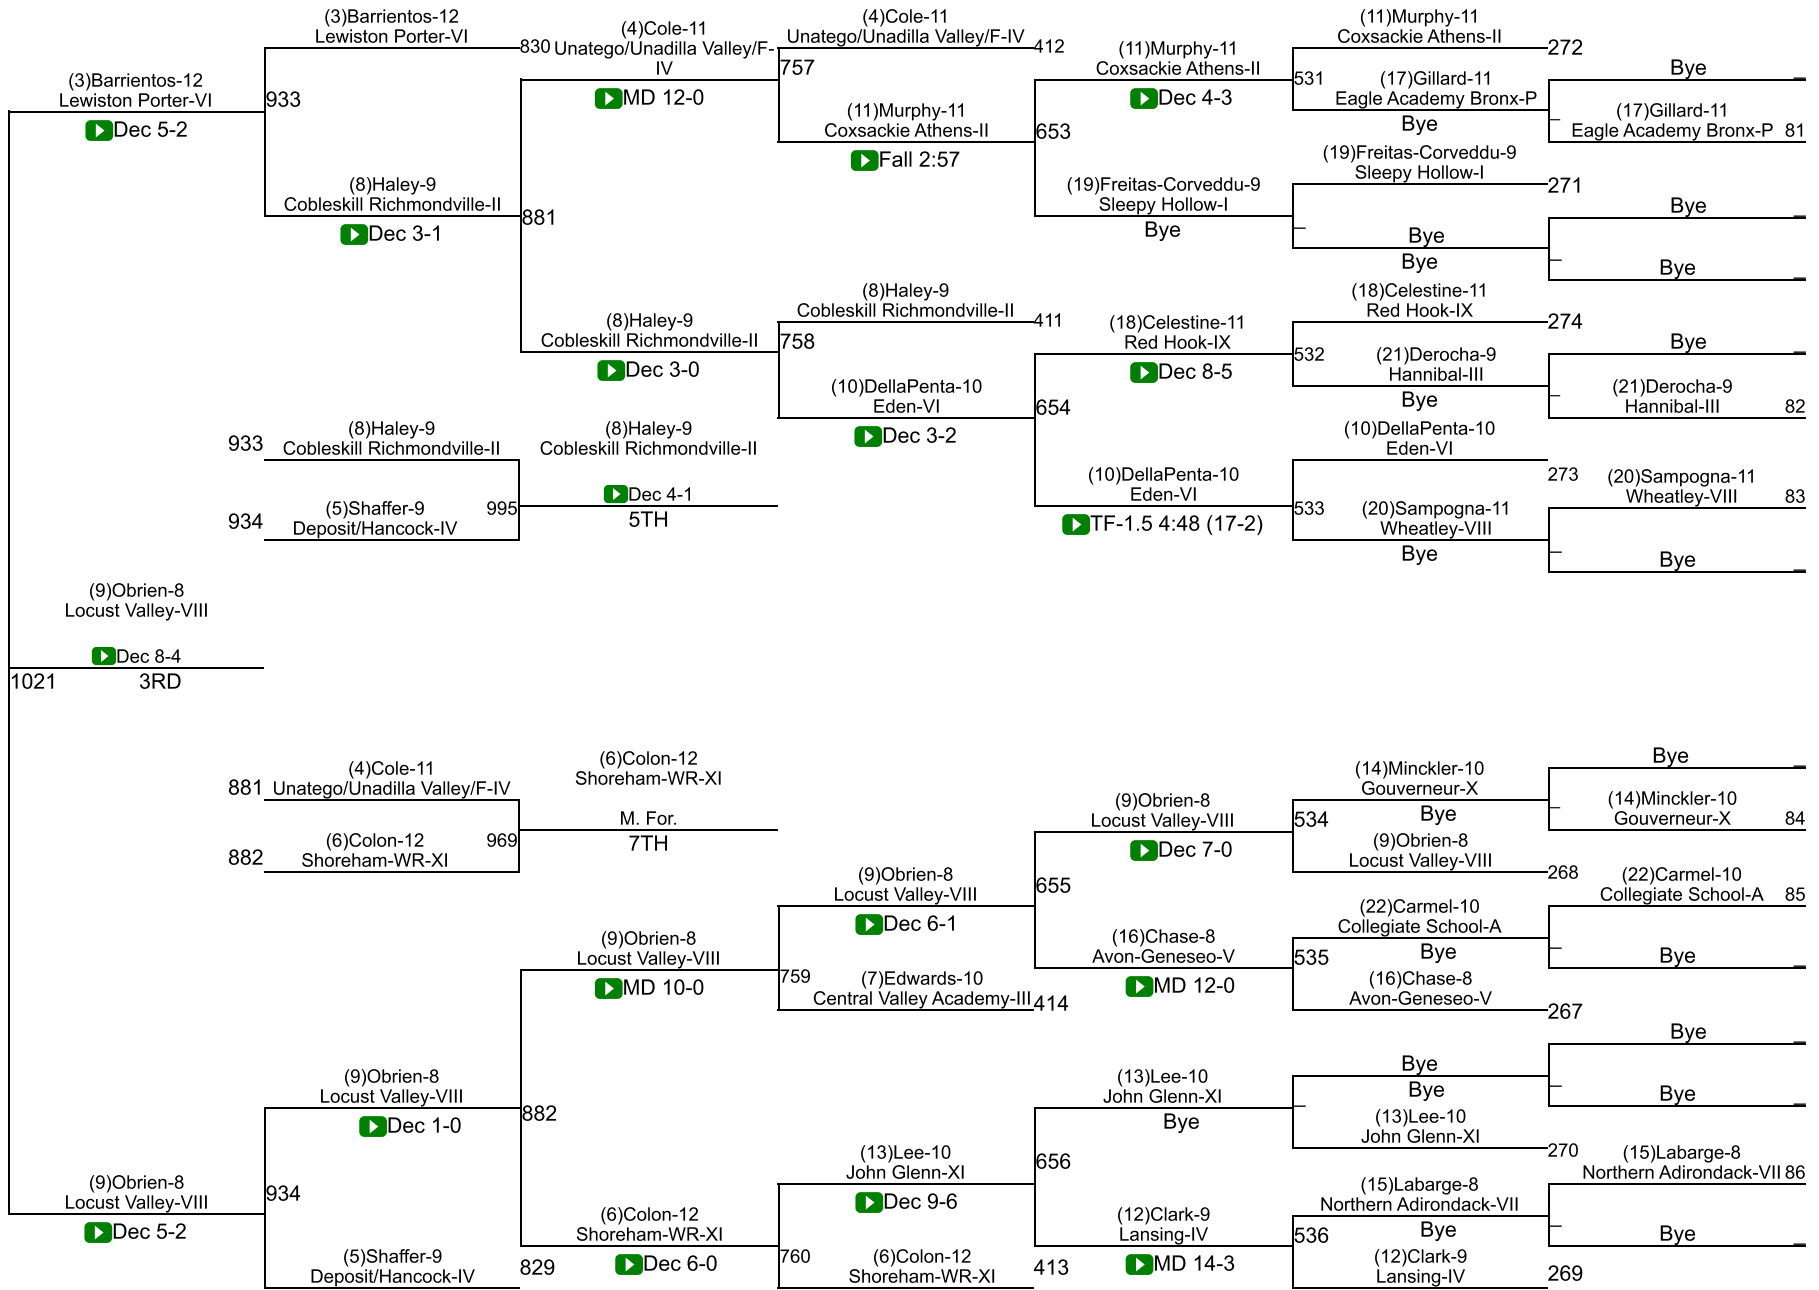 (3)Barrientos-12
Lewiston Porter-VI
Dec 5-2
(9)Obrien-8
Locust Valley-VIII
Dec 8-4
1021
3RD
(9)Obrien-8
Locust Valley-VIII
Dec 5-2
(3)Barrientos-12
Lewiston Porter-VI
830
933
(8)Haley-9
Cobleskill Richmondville-II
Dec 3-1
933
(8)Haley-9
Cobleskill Richmondville-II
934
(5)Shaffer-9
Deposit/Hancock-IV
995
881
(4)Cole-11
Unatego/Unadilla Valley/F-IV
882
(6)Colon-12
Shoreham-WR-XI
969
(9)Obrien-8
Locust Valley-VIII
Dec 1-0
934
(5)Shaffer-9
Deposit/Hancock-IV
829
(4)Cole-11
Unatego/Unadilla Valley/F-
IV
MD 12-0
881
(8)Haley-9
Cobleskill Richmondville-II
Dec 3-0
(8)Haley-9
Cobleskill Richmondville-II
Dec 4-1
5TH
(6)Colon-12
Shoreham-WR-XI
M. For.
7TH
(9)Obrien-8
Locust Valley-VIII
MD 10-0
882
(6)Colon-12
Shoreham-WR-XI
Dec 6-0
(4)Cole-11
Unatego/Unadilla Valley/F-IV
412
757
(11)Murphy-11
Coxsackie Athens-II
Fall 2:57
(8)Haley-9
Cobleskill Richmondville-II
411
758
(10)DellaPenta-10
Eden-VI
Dec 3-2
(9)Obrien-8
Locust Valley-VIII
Dec 6-1
759
(7)Edwards-10
Central Valley Academy-III
414
(13)Lee-10
John Glenn-XI
Dec 9-6
760
(6)Colon-12
Shoreham-WR-XI
413
(11)Murphy-11
Coxsackie Athens-II
Dec 4-3
653
(19)Freitas-Corveddu-9
Sleepy Hollow-I
Bye
(18)Celestine-11
Red Hook-IX
Dec 8-5
654
(10)DellaPenta-10
Eden-VI
TF-1.5 4:48 (17-2)
(9)Obrien-8
Locust Valley-VIII
Dec 7-0
655
(16)Chase-8
Avon-Geneseo-V
MD 12-0
(13)Lee-10
John Glenn-XI
Bye
656
(12)Clark-9
Lansing-IV
MD 14-3
(11)Murphy-11
Coxsackie Athens-II
272
531
(17)Gillard-11
Eagle Academy Bronx-P
Bye
(19)Freitas-Corveddu-9
Sleepy Hollow-I
271
Bye
Bye
(18)Celestine-11
Red Hook-IX
274
532
(21)Derocha-9
Hannibal-III
Bye
(10)DellaPenta-10
Eden-VI
273
533
(20)Sampogna-11
Wheatley-VIII
Bye
(14)Minckler-10
Gouverneur-X
Bye
534
(9)Obrien-8
Locust Valley-VIII
268
(22)Carmel-10
Collegiate School-A
Bye
535
(16)Chase-8
Avon-Geneseo-V
267
Bye
Bye
(13)Lee-10
John Glenn-XI
270
(15)Labarge-8
Northern Adirondack-VII
Bye
536
(12)Clark-9
Lansing-IV
269
Bye
(17)Gillard-11
Eagle Academy Bronx-P
81
Bye
Bye
Bye
(21)Derocha-9
Hannibal-III
82
(20)Sampogna-11
Wheatley-VIII
83
Bye
Bye
(14)Minckler-10
Gouverneur-X
84
(22)Carmel-10
Collegiate School-A
85
Bye
Bye
Bye
(15)Labarge-8
Northern Adirondack-VII
86
Bye